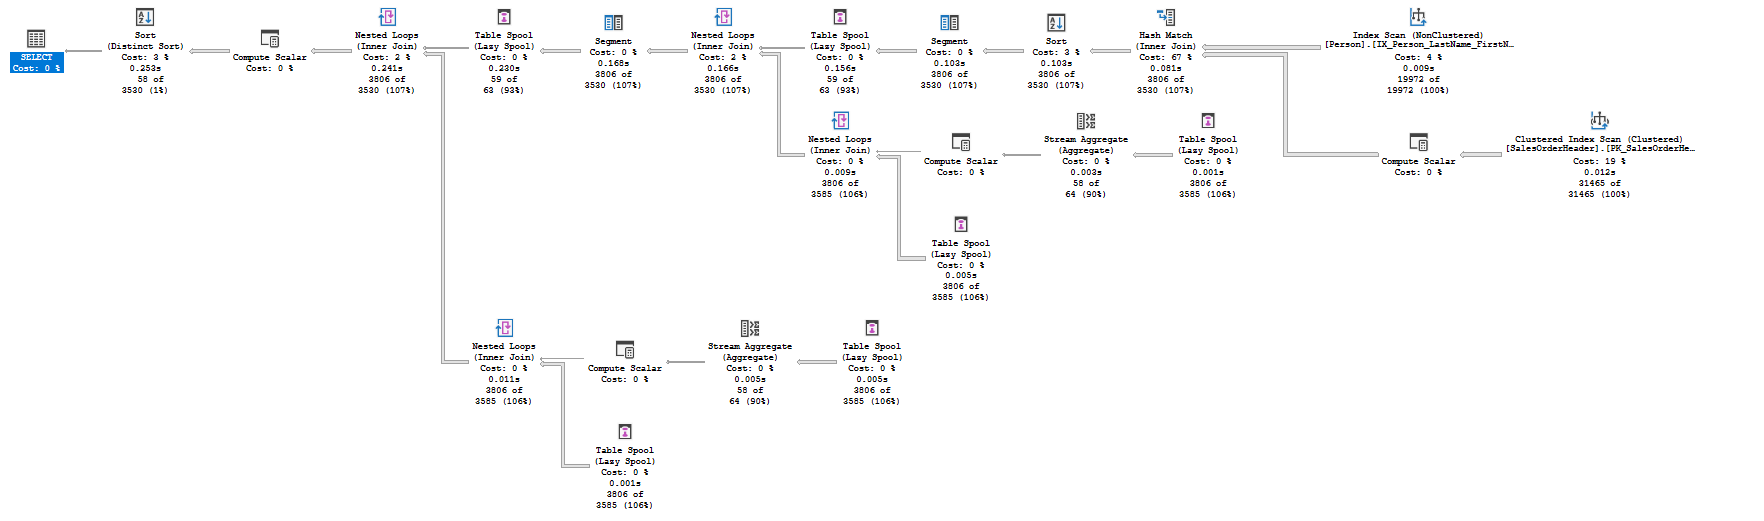 SELECT
Cost: 0 %
Sort
(Distinct Sort)
Cost: 3 %
0.253s
58 of
3530 (1%)
Compute Scalar
Cost: 0 %
Nested Loops
(Inner Join)
Cost: 2 %
0.241s
3806 of
3530 (107%)
Table Spool
(Lazy Spool)
Cost: 0 %
0.230s
59 of
63 (93%)
Segment
Cost: 0 %
0.168s
3806 of
3530 (107%)
Nested Loops
(Inner Join)
Cost: 2 %
0.166s
3806 of
3530 (107%)
Table Spool
(Lazy Spool)
Cost: 0 %
0.156s
59 of
63 (93%)
Segment
Cost: 0 %
0.103s
3806 of
3530 (107%)
Sort
Cost: 3 %
0.103s
3806 of
3530 (107%)
Hash Match
(Inner Join)
Cost: 67 %
0.081s
3806 of
3530 (107%)
Index Scan (NonClustered)
[Person].[IX_Person_LastName_FirstN…
Cost: 4 %
0.009s
19972 of
19972 (100%)
Nested Loops
(Inner Join)
Cost: 0 %
0.009s
3806 of
3585 (106%)
Compute Scalar
Cost: 0 %
Stream Aggregate
(Aggregate)
Cost: 0 %
0.003s
58 of
64 (90%)
Table Spool
(Lazy Spool)
Cost: 0 %
0.001s
3806 of
3585 (106%)
Compute Scalar
Cost: 0 %
Clustered Index Scan (Clustered)
[SalesOrderHeader].[PK_SalesOrderHe…
Cost: 19 %
0.012s
31465 of
31465 (100%)
Table Spool
(Lazy Spool)
Cost: 0 %
0.005s
3806 of
3585 (106%)
Nested Loops
(Inner Join)
Cost: 0 %
0.011s
3806 of
3585 (106%)
Compute Scalar
Cost: 0 %
Stream Aggregate
(Aggregate)
Cost: 0 %
0.005s
58 of
64 (90%)
Table Spool
(Lazy Spool)
Cost: 0 %
0.005s
3806 of
3585 (106%)
Table Spool
(Lazy Spool)
Cost: 0 %
0.001s
3806 of
3585 (106%)